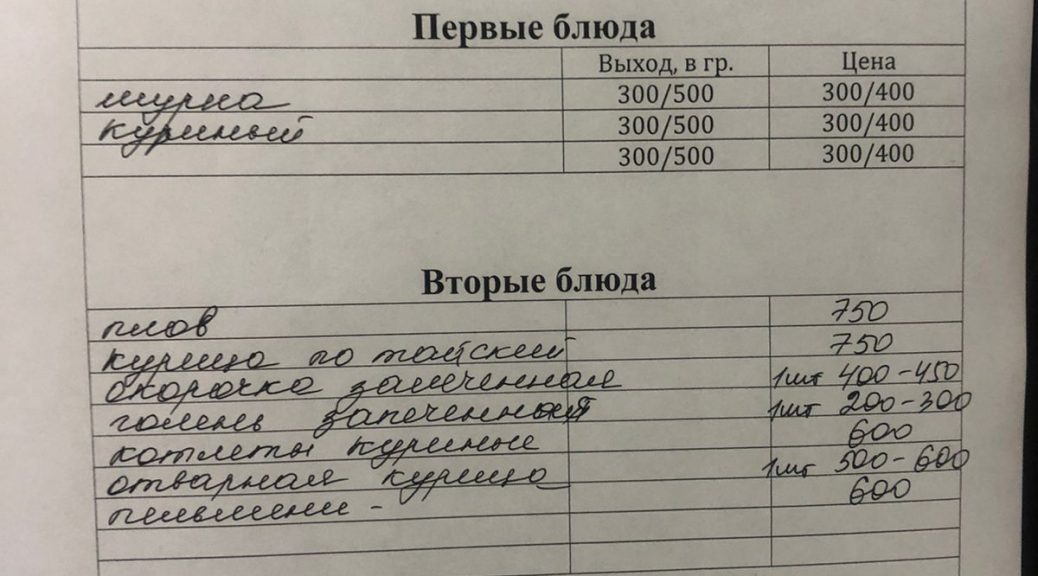 Первые блюда
Выход, в гр. Цена
шурпа 300/500 300/400
куриный 300/500 300/400
300/500 300/400
Вторые блюда
плов 750
курица по тайский 750
окорочка запеченная 1шт 400-450
голень запеченный 1шт 200-300
котлеты куриные 600
отварная курица 1шт 500-600
пельмени - 600